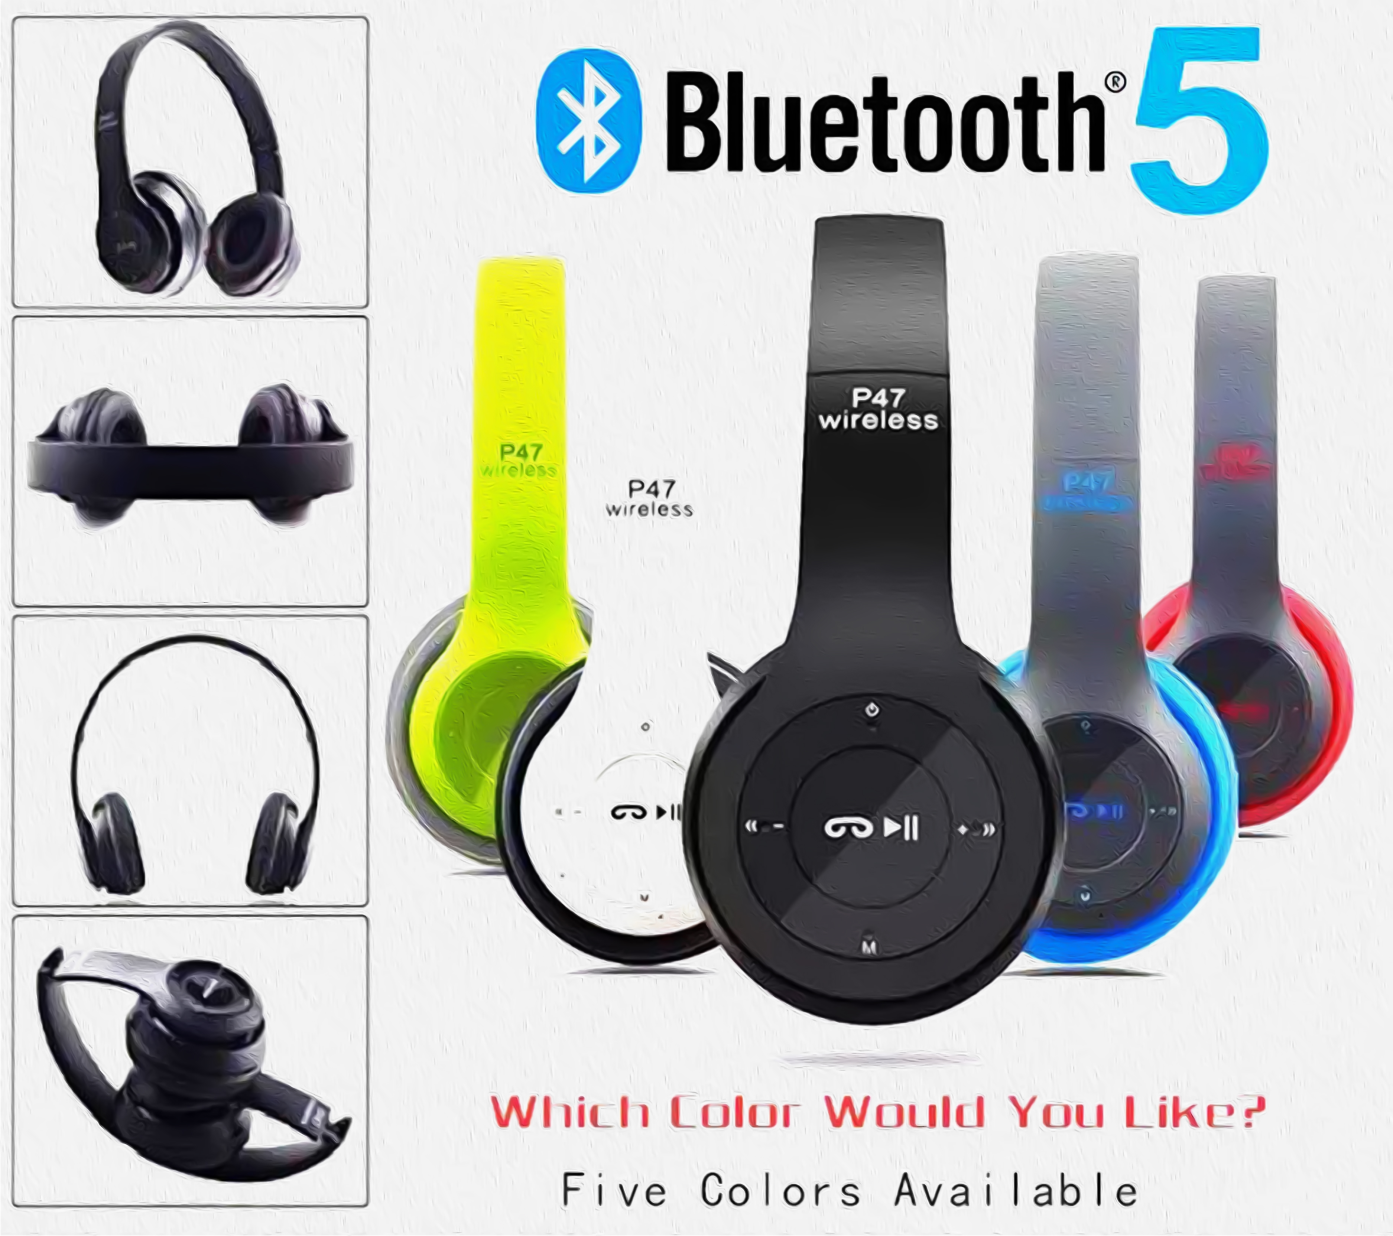 Bluetooth® 5
P47
wireless
P47
wireless
P47
wireless
P47
M
Which Color Would You Like?
Five Colors Available